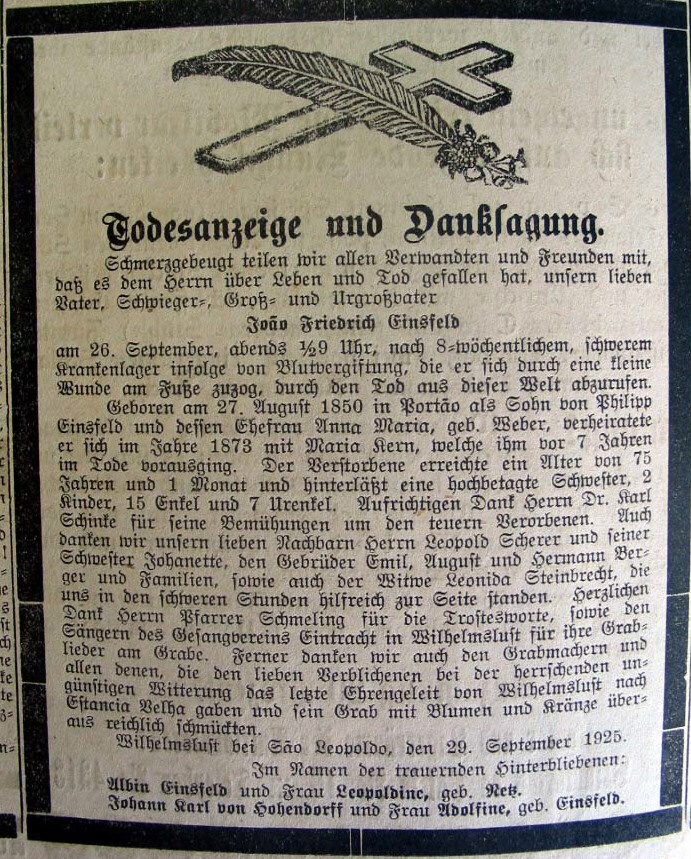 Todesanzeige und Dankſagung.
Schmerzgebeugt teilen wir allen Verwandten und Freunden mit,
daß es dem Herrn über Leben und Tod gefallen hat, unſern lieben
Vater, Schwieger-, Groß- und Urgroßvater
João Friedrich Einsfeld
am 26. September, abends ½9 Uhr, nach 8-wöchentlichem, ſchwerem
Krankenlager infolge von Blutvergiftung, die er ſich durch eine kleine
Wunde am Fuße zuzog, durch den Tod aus dieſer Welt abzurufen.
Geboren am 27. Auguſt 1850 in Portão als Sohn von Philipp
Einsfeld und deſſen Ehefrau Anna Maria, geb. Weber, verheiratete
er ſich im Jahre 1873 mit Maria Kern, welche ihm vor 7 Jahren
im Tode vorausging. Der Verſtorbene erreichte ein Alter von 75
Jahren und 1 Monat und hinterläßt eine hochbetagte Schweſter, 2
Kinder, 15 Enkel und 7 Urenkel. Aufrichtigen Dank Herrn Dr. Karl
Schinke für ſeine Bemühungen um den teuern Verorbenen. Auch
danken wir unſern lieben Nachbarn Herrn Leopold Scherer und ſeiner
Schweſter Johanette, den Gebrüder Emil, Auguſt und Hermann Ber-
ger und Familien, ſowie auch der Witwe Leonida Steinbrecht, die
uns in den ſchweren Stunden hilfreich zur Seite ſtanden. Herzlichen
Dank Herrn Pfarrer Schmeling für die Troſtesworte, ſowie den
Sängern des Geſangvereins Eintracht in Wilhelmsluſt für ihre Grab-
lieder am Grabe. Ferner danken wir auch den Grabmachern und
allen denen, die den lieben Verblichenen bei der herrſchenden un-
günſtigen Witterung das letzte Ehrengeleit von Wilhelmsluſt nach
Eſtancia Velha gaben und ſein Grab mit Blumen und Kränze über-
aus reichlich ſchmückten.
Wilhelmsluſt bei São Leopoldo, den 29. September 1925.
Im Namen der trauernden Hinterbliebenen:
Albin Einsfeld und Frau Leopoldine, geb. Retz.
Johann Karl von Hohendorff und Frau Adolfine, geb. Einsfeld.